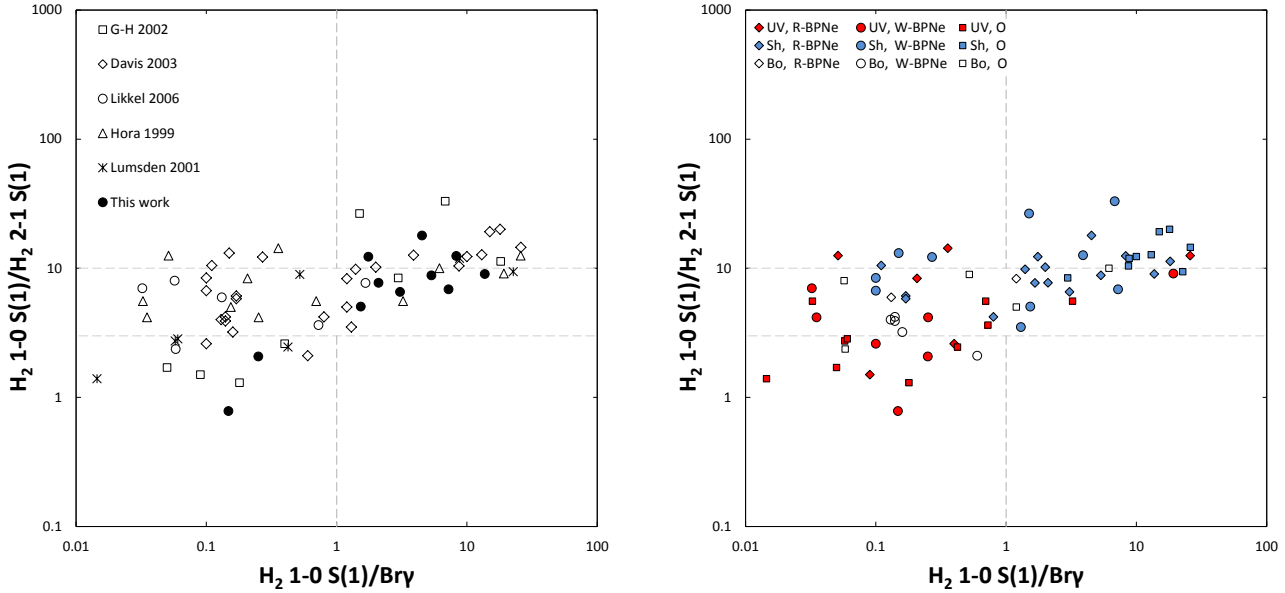 1000
100
10
1
0.1
0.01 0.1 1 10 100
H₂ 1-0 S(1)/H₂ 2-1 S(1)
H₂ 1-0 S(1)/Brγ
G-H 2002
Davis 2003
Likkel 2006
Hora 1999
Lumsden 2001
This work
1000
100
10
1
0.1
0.01 0.1 1 10 100
H₂ 1-0 S(1)/H₂ 2-1 S(1)
H₂ 1-0 S(1)/Brγ
UV, R-BPNe UV, W-BPNe UV, O
Sh, R-BPNe Sh, W-BPNe Sh, O
Bo, R-BPNe Bo, W-BPNe Bo, O